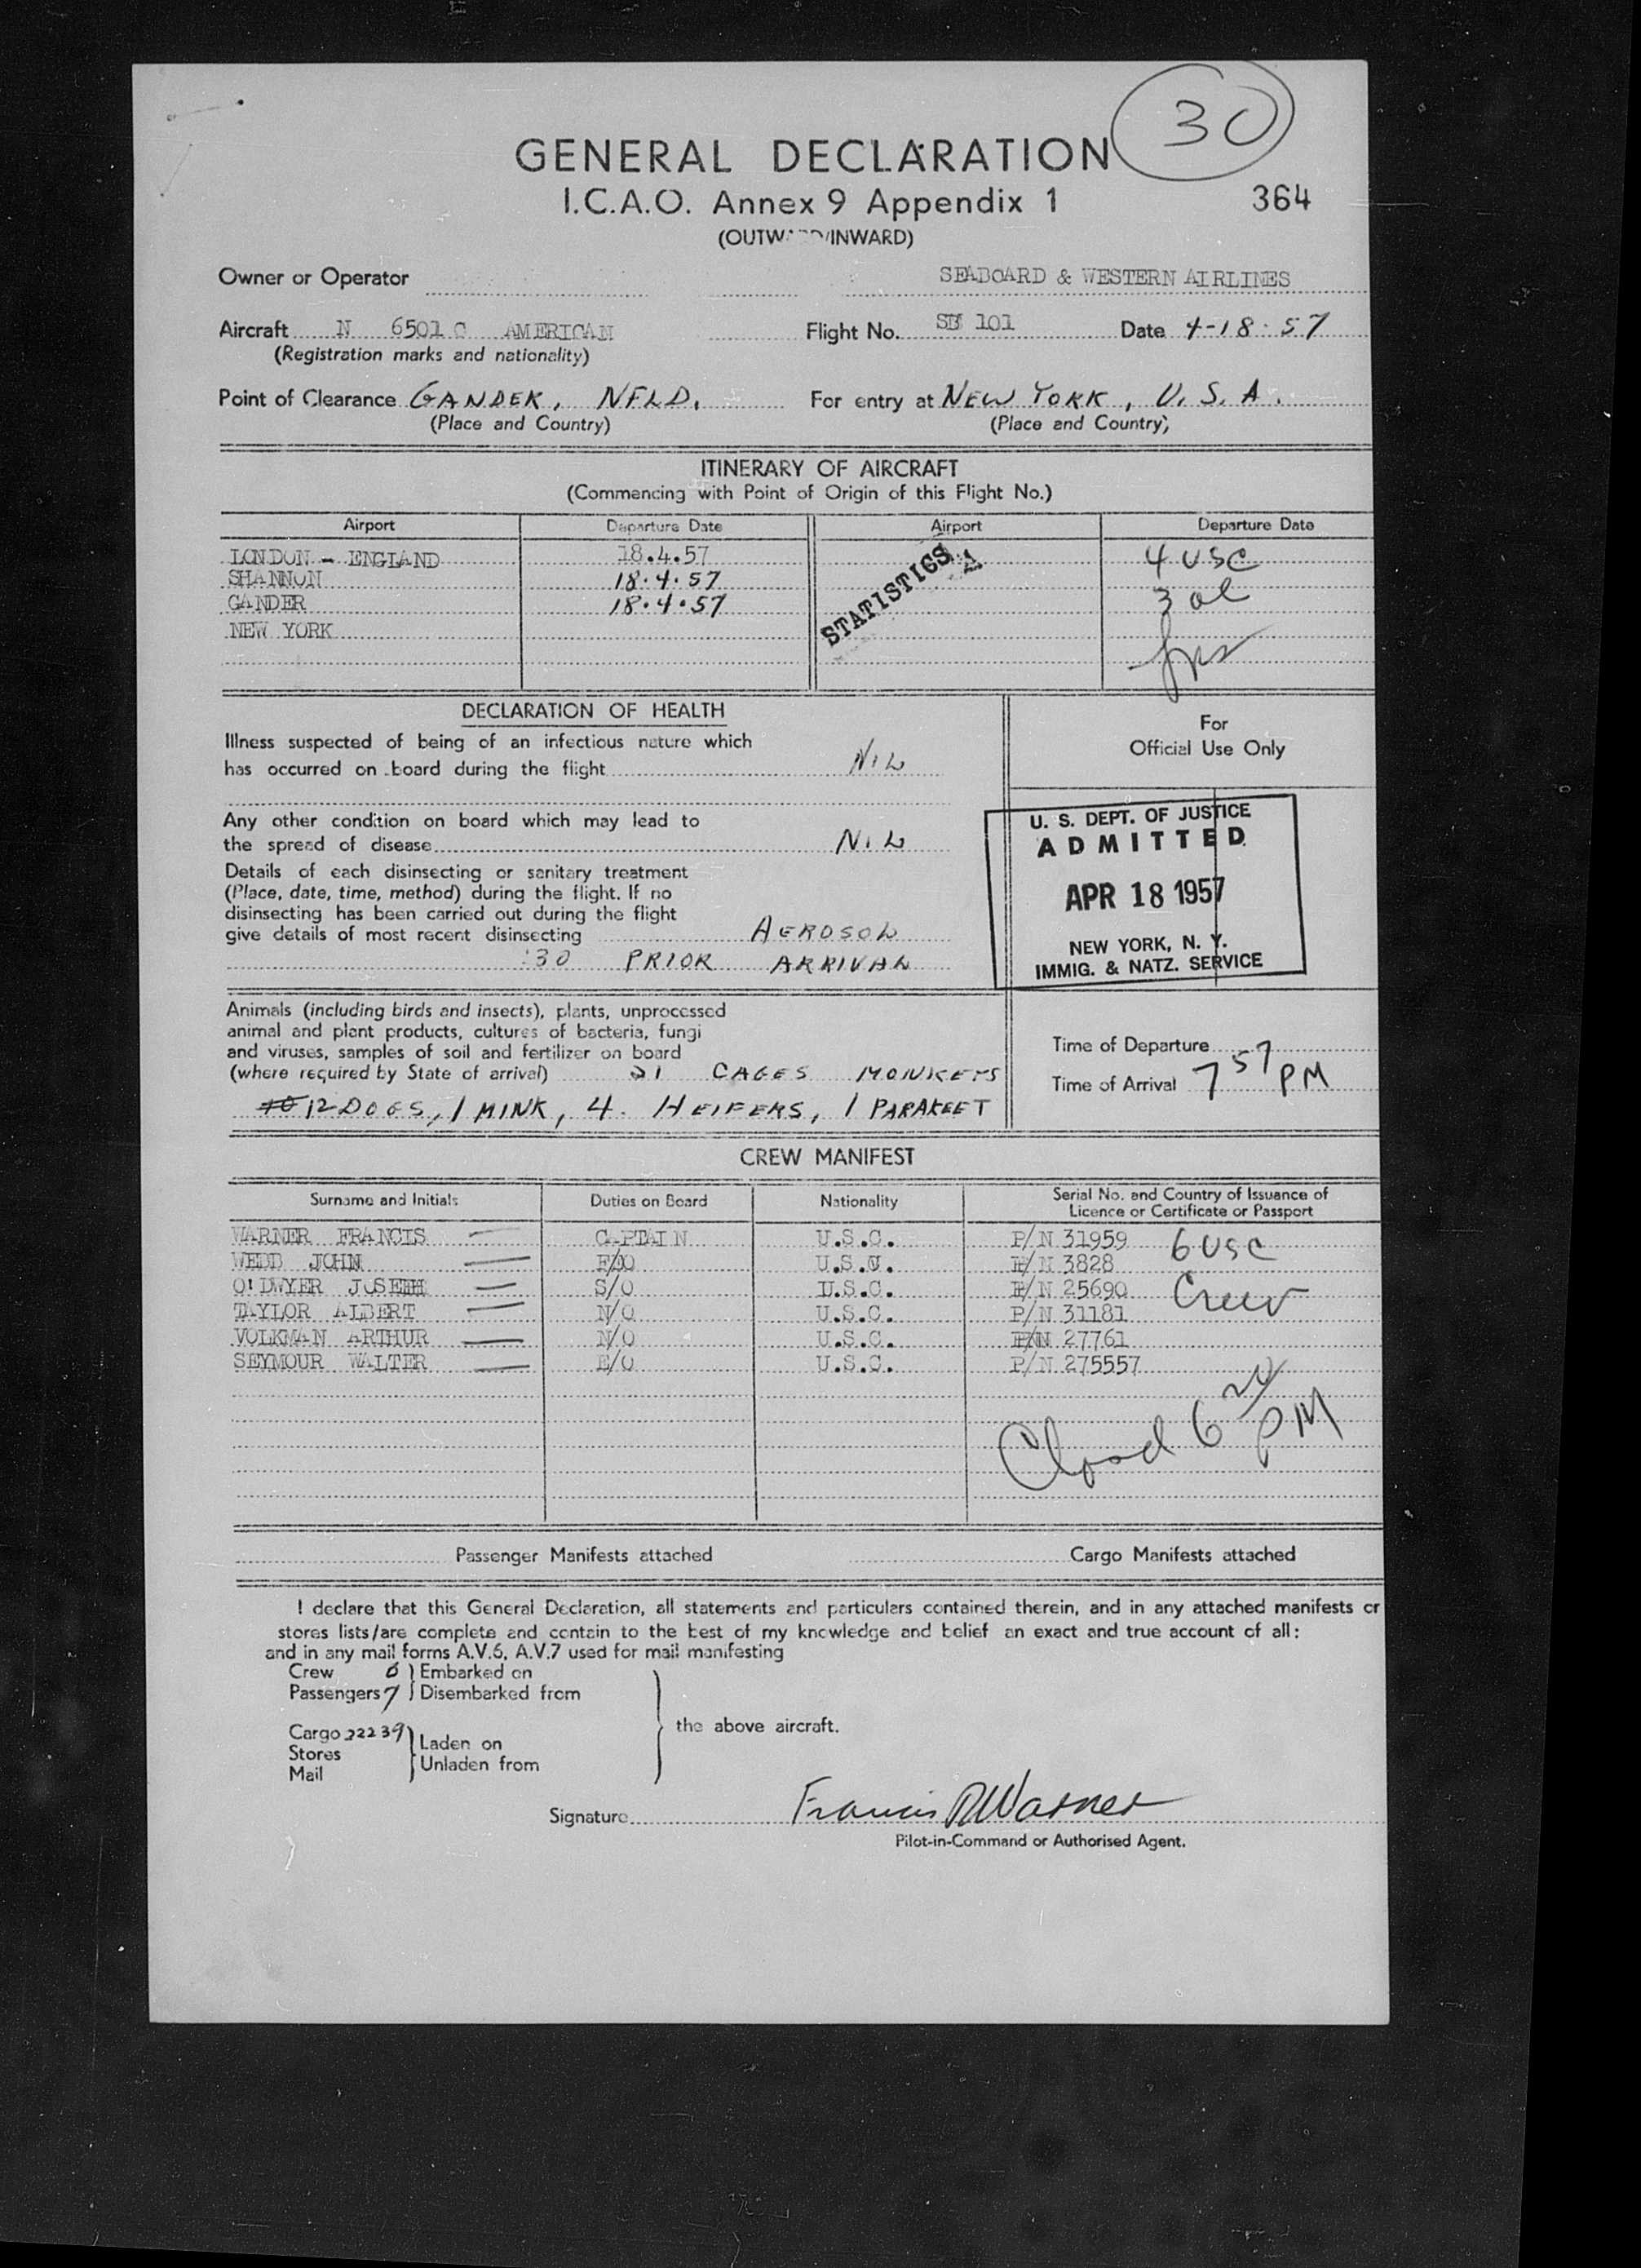 30
GENERAL DECLARATION
I.C.A.O. Annex 9 Appendix 1
364
(OUTW /INWARD)
Owner or Operator SEABOARD & WESTERN AIRLINES
Aircraft N 6501 C AMERICAN Flight No. SB 101 Date 4-18-57
(Registration marks and nationality)
Point of Clearance GANDER, NFLD. For entry at NEW YORK, U.S.A.
(Place and Country) (Place and Country)
ITINERARY OF AIRCRAFT
(Commencing with Point of Origin of this Flight No.)
Airport Departure Date Airport Departure Date
LONDON - ENGLAND 18.4.57 4 USC
SHANNON 18.4.57 3 al
GANDER 18.4.57
STATISTICS
NEW YORK
DECLARATION OF HEALTH
For
Official Use Only
Illness suspected of being of an infectious nature which
has occurred on board during the flight NIL
Any other condition on board which may lead to
the spread of disease NIL
Details of each disinsecting or sanitary treatment
(Place, date, time, method) during the flight. If no
disinsecting has been carried out during the flight
give details of most recent disinsecting AEROSOL
:30 PRIOR ARRIVAL
U. S. DEPT. OF JUSTICE
ADMITTED
APR 18 1957
NEW YORK, N. Y.
IMMIG. & NATZ. SERVICE
Animals (including birds and insects), plants, unprocessed
animal and plant products, cultures of bacteria, fungi
and viruses, samples of soil and fertilizer on board
(where required by State of arrival) CAGES MONKEYS
12 DOGS, 1 MINK, 4 HEIFERS, 1 PARAKEET
Time of Departure
Time of Arrival 7 57 PM
CREW MANIFEST
Surname and Initials Duties on Board Nationality Serial No. and Country of Issuance of
Licence or Certificate or Passport
WARNER FRANCIS CAPTAIN U.S.C. P/N 31959 6 USC
WEDD JOHN F/O U.S.C. P/N 3828
O'DWYER JOSEPH S/O U.S.C. P/N 25690 Crew
TAYLOR ALBERT N/O U.S.C. P/N 31181
VOLKMAN ARTHUR N/O U.S.C. P/N 27761
SEYMOUR WALTER E/O U.S.C. P/N 275557
6 PM
Passenger Manifests attached Cargo Manifests attached
I declare that this General Declaration, all statements and particulars contained therein, and in any attached manifests or
stores lists/are complete and contain to the best of my knowledge and belief an exact and true account of all:
and in any mail forms A.V.6, A.V.7 used for mail manifesting
Crew 6 Embarked on
Passengers 7 Disembarked from
the above aircraft.
Cargo 22239 Laden on
Stores
Unladen from
Mail
Signature Francis R Warner
Pilot-in-Command or Authorised Agent.